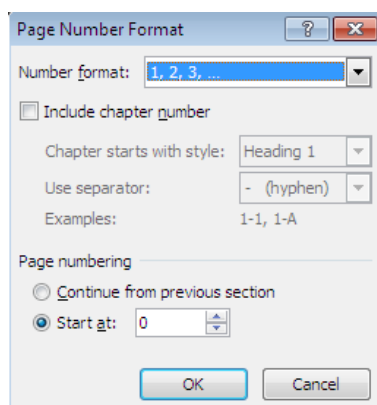 Page Number Format
Number format: 1, 2, 3, ...
Include chapter number
Chapter starts with style: Heading 1
Use separator: - (hyphen)
Examples: 1-1, 1-A
Page numbering
Continue from previous section
Start at: 0
OK Cancel